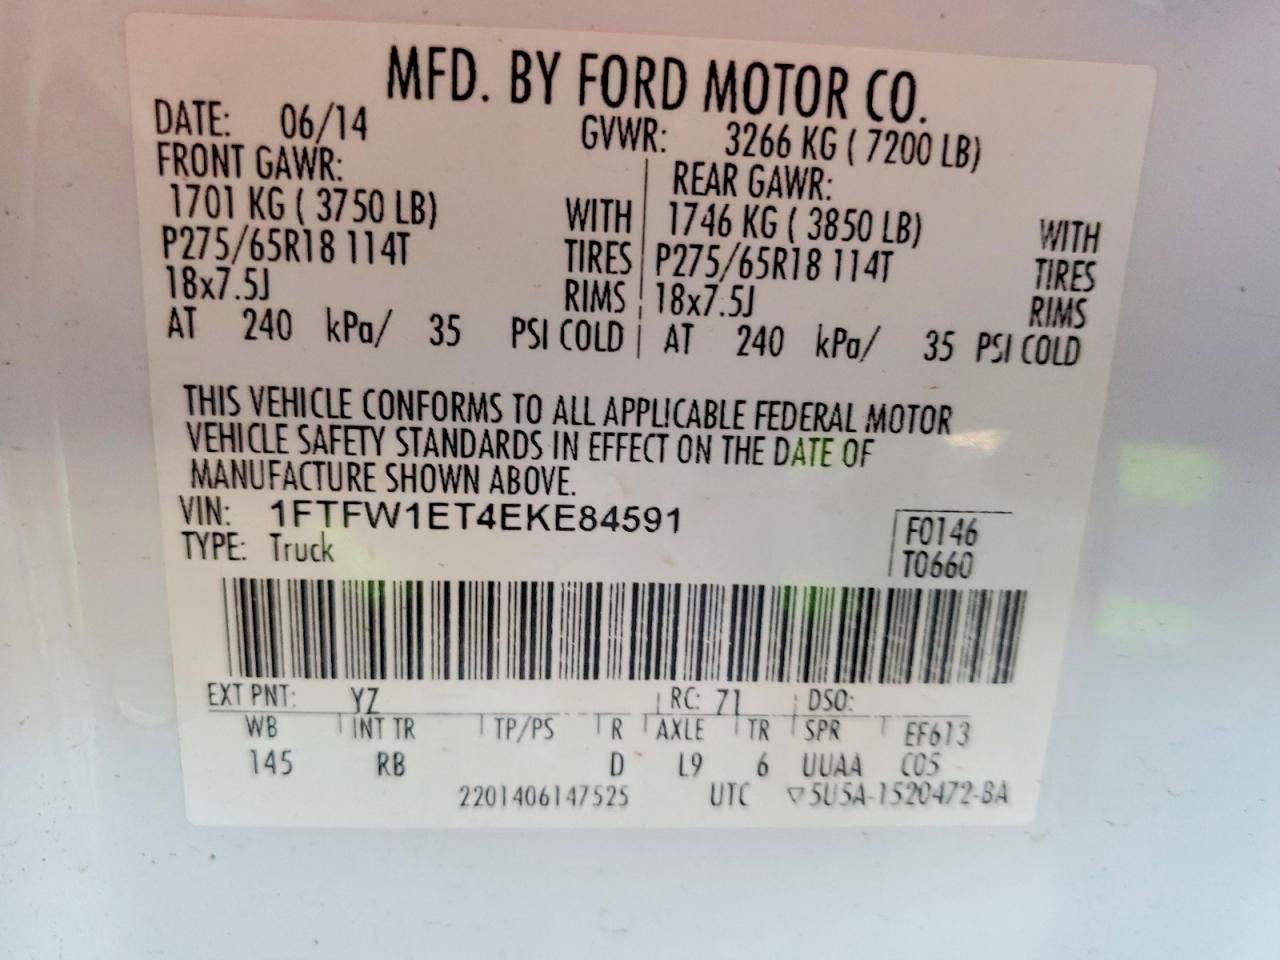 MFD. BY FORD MOTOR CO.
DATE: 06/14 GVWR: 3266 KG ( 7200 LB)
FRONT GAWR: REAR GAWR:
1701 KG ( 3750 LB) WITH 1746 KG ( 3850 LB) WITH
P275/65R18 114T TIRES P275/65R18 114T TIRES
18x7.5J RIMS 18x7.5J RIMS
AT 240 kPa/ 35 PSI COLD AT 240 kPa/ 35 PSI COLD
THIS VEHICLE CONFORMS TO ALL APPLICABLE FEDERAL MOTOR
VEHICLE SAFETY STANDARDS IN EFFECT ON THE DATE OF
MANUFACTURE SHOWN ABOVE.
VIN: 1FTFW1ET4EKE84591 F0146
TYPE: Truck T0660
EXT PNT: YZ RC: 71 DSO:
WB INT TR TP/PS R AXLE TR SPR EF613
145 RB D L9 6 UUAA C05
2201406147525 UTC ▽5U5A-1520472-BA